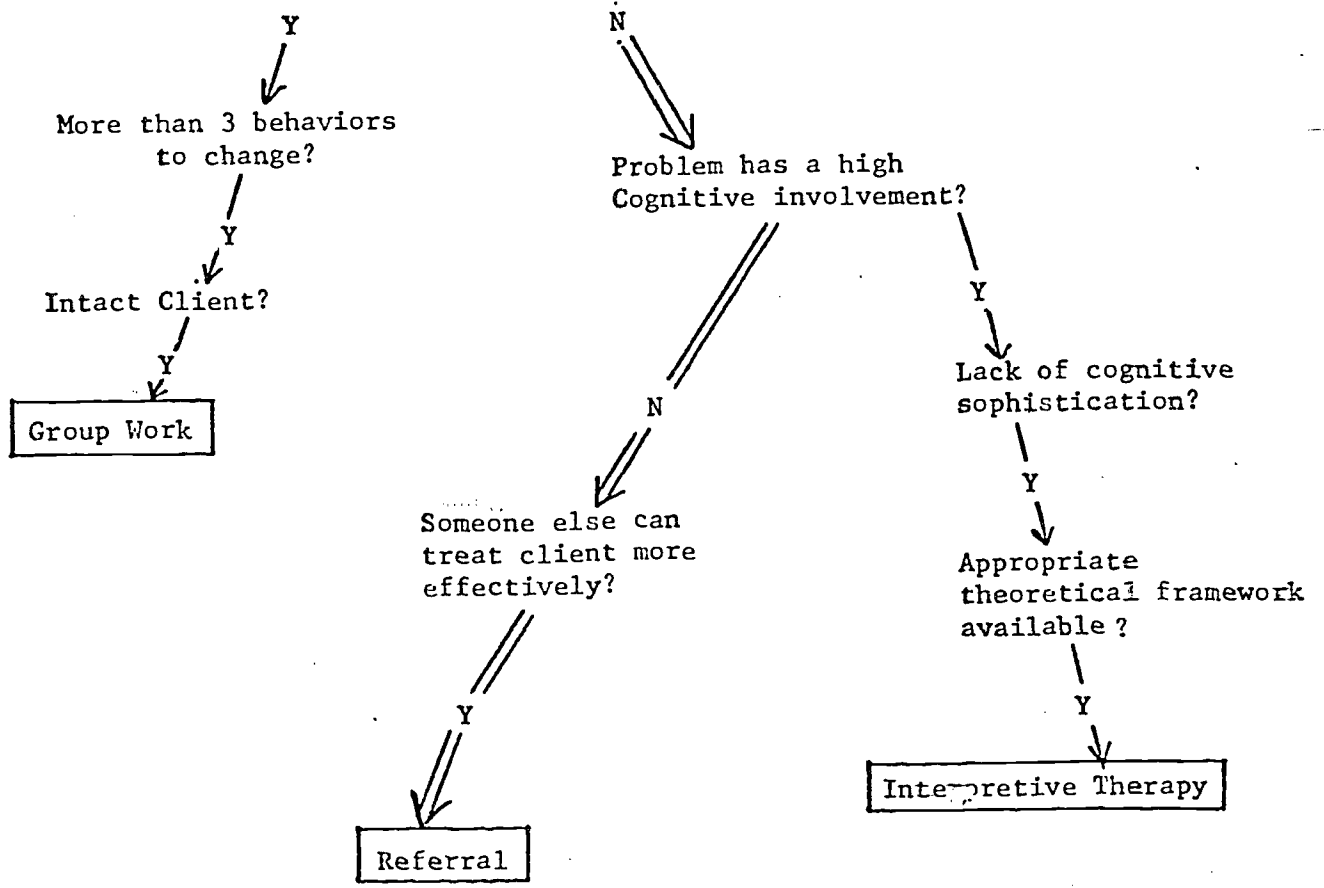 Y
N
More than 3 behaviors
to change?
Problem has a high
Cognitive involvement?
Y
Intact Client?
Y
Y
Lack of cognitive
sophistication?
Group Work
N
Y
Someone else can
treat client more
effectively?
Appropriate
theoretical framework
available ?
Y
Y
Interpretive Therapy
Referral